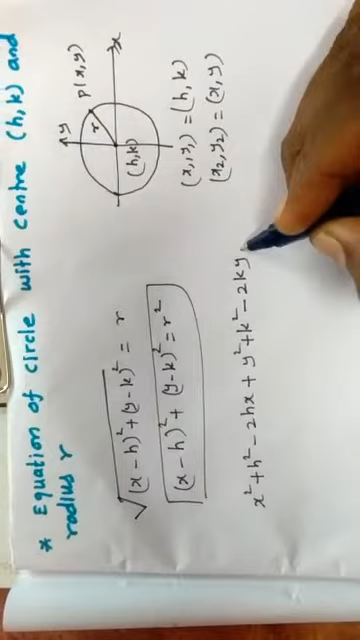 * Equation of circle with centre (h,k) and
radius r
y
x
P(x,y)
r
(h,k)
√(x-h)²+(y-k)² = r
(x-h)² + (y-k)² = r²
(x₁,y₁) = (h,k)
(x₂,y₂) = (x,y)
x²+h²-2hx+y²+k²-2ky